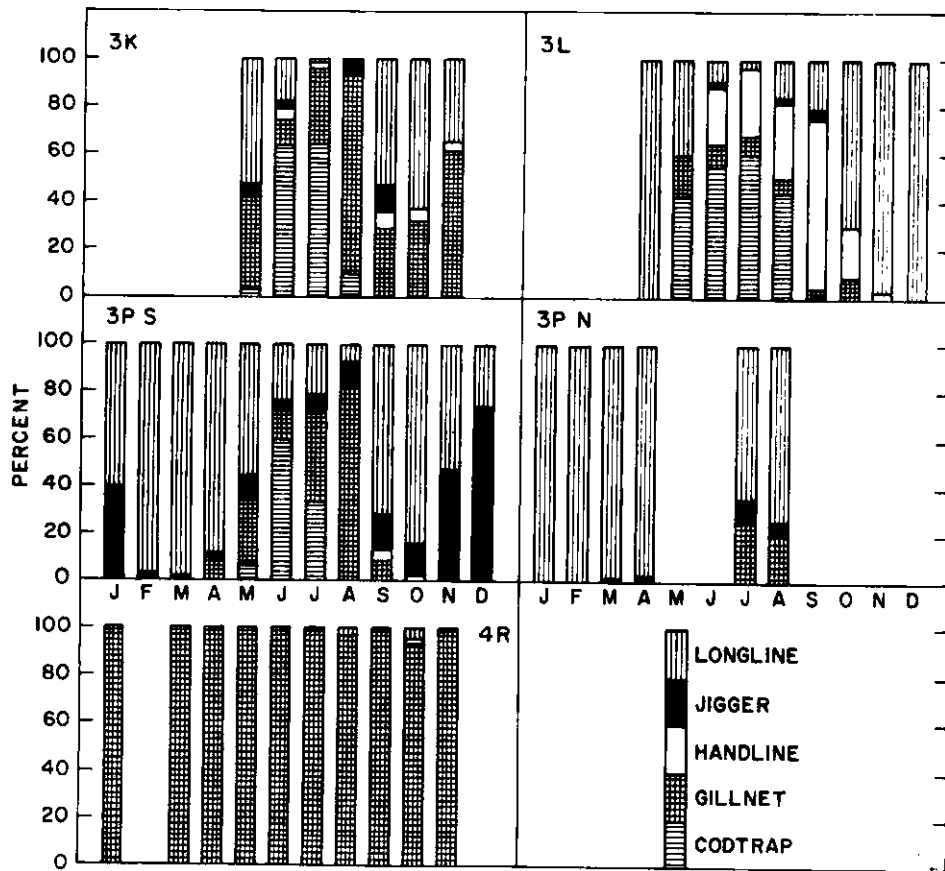 3K
100
80
60
40
20
0
3L
3P S
100
80
60
40
20
0
J F M A M J J A S O N D
3P N
J F M A M J J A S O N D
PERCENT
4R
100
80
60
40
20
0
LONGLINE
JIGGER
HANDLINE
GILLNET
CODTRAP